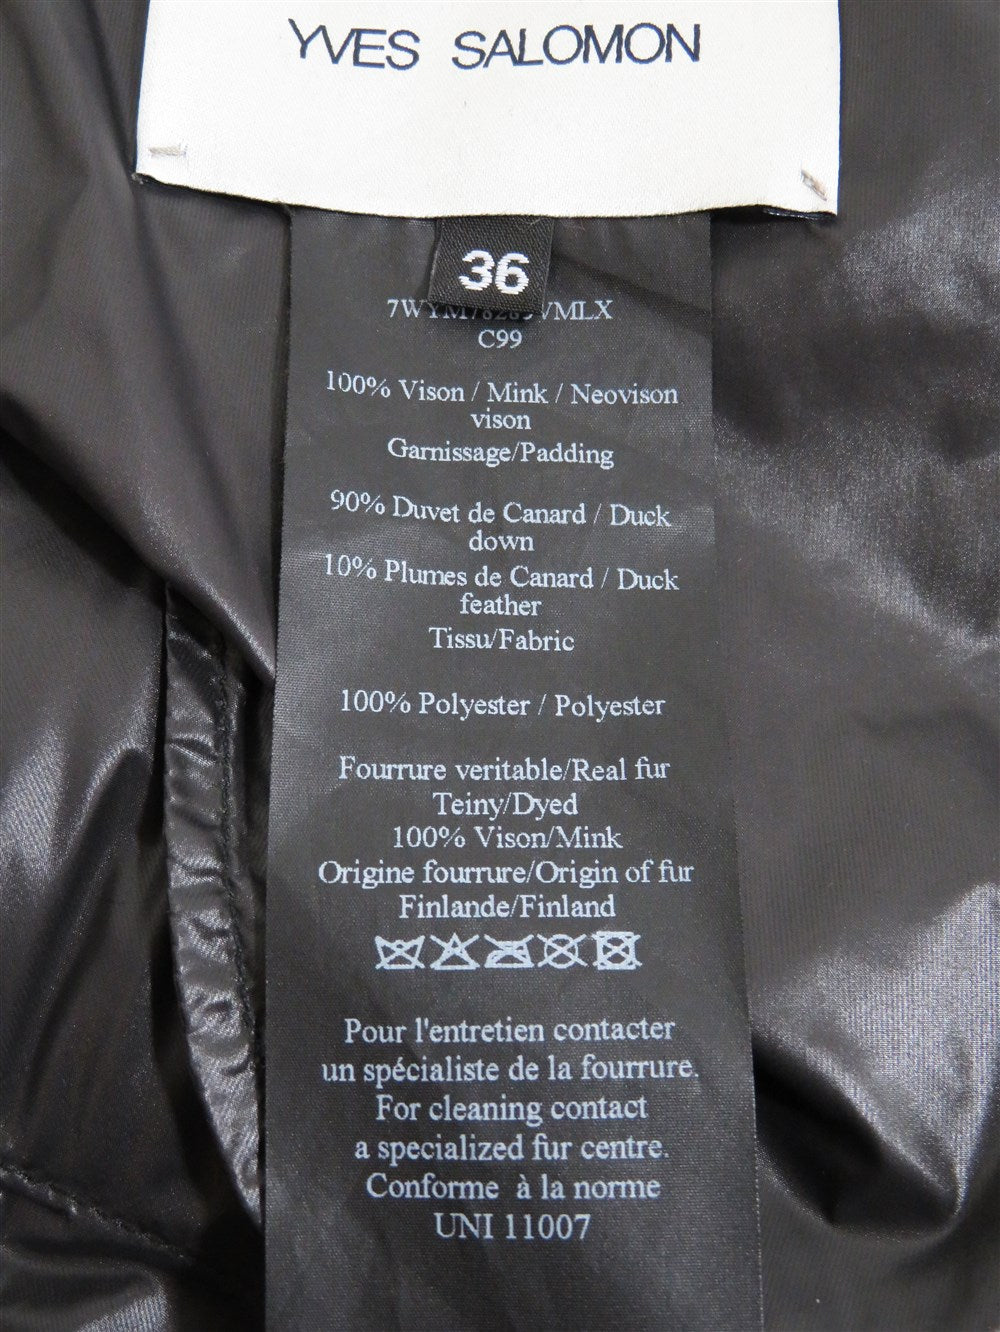 YVES SALOMON
36
C99
100% Vison / Mink / Neovison
vison
Garnissage/Padding
90% Duvet de Canard / Duck
down
10% Plumes de Canard / Duck
feather
Tissu/Fabric
100% Polyester / Polyester
Fourrure veritable/Real fur
Teiny/Dyed
100% Vison/Mink
Origine fourrure/Origin of fur
Finlande/Finland
Pour l'entretien contacter
un spécialiste de la fourrure.
For cleaning contact
a specialized fur centre.
Conforme à la norme
UNI 11007